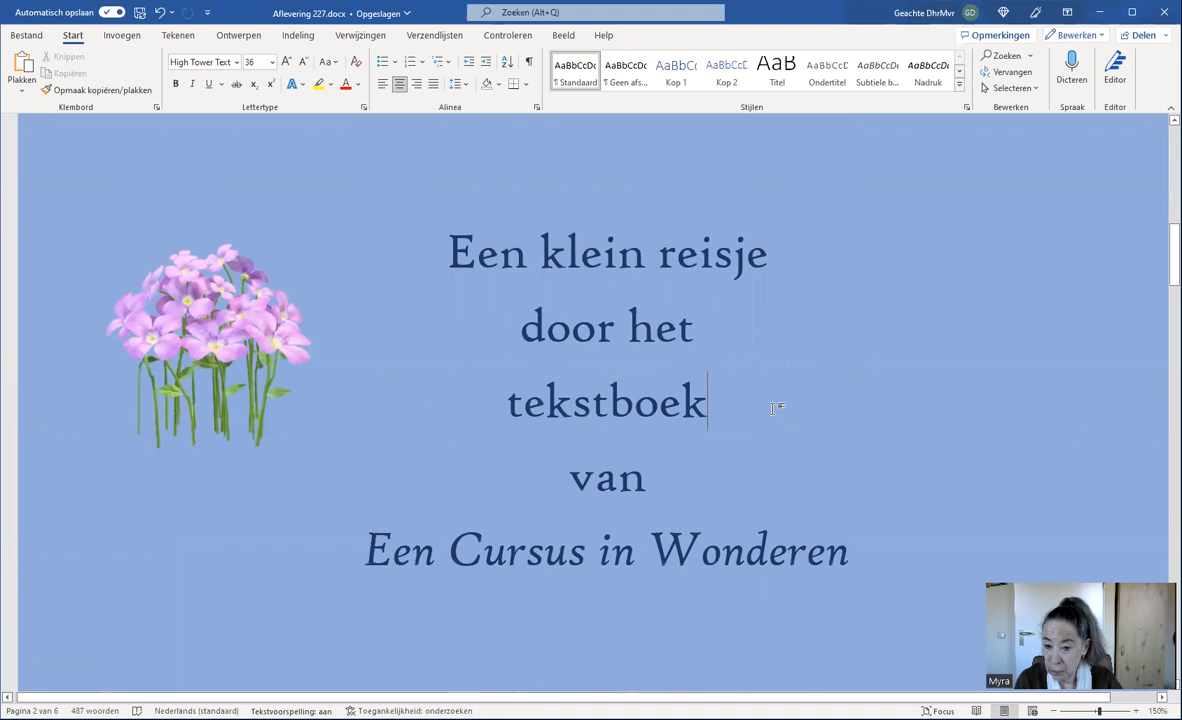 Automatisch opslaan
Aflevering 227.docx • Opgeslagen
Zoeken (Alt+Q)
Geachte DhrMvr GD
Bestand Start Invoegen Tekenen Ontwerpen Indeling Verwijzingen Verzendlijsten Controleren Beeld Help
Opmerkingen Bewerken Delen
Plakken
Knippen
Kopiëren
Opmaak kopiëren/plakken
Klembord
High Tower Text 36
Lettertype
Alinea
AaBbCcDc AaBbCcDc AaBbCc AaBbCcC AaB AaBbCcD AaBbCcDc AaBbCcDc
¶ Standaard ¶ Geen afs... Kop 1 Kop 2 Titel Ondertitel Subtiele b... Nadruk
Stijlen
Zoeken
Vervangen
Selecteren
Bewerken
Dicteren
Spraak
Editor
Editor
Een klein reisje
door het
tekstboek
van
Een Cursus in Wonderen
Myra
Pagina 2 van 6 487 woorden Nederlands (standaard) Tekstvoorspelling: aan Toegankelijkheid: onderzoeken Focus 150%